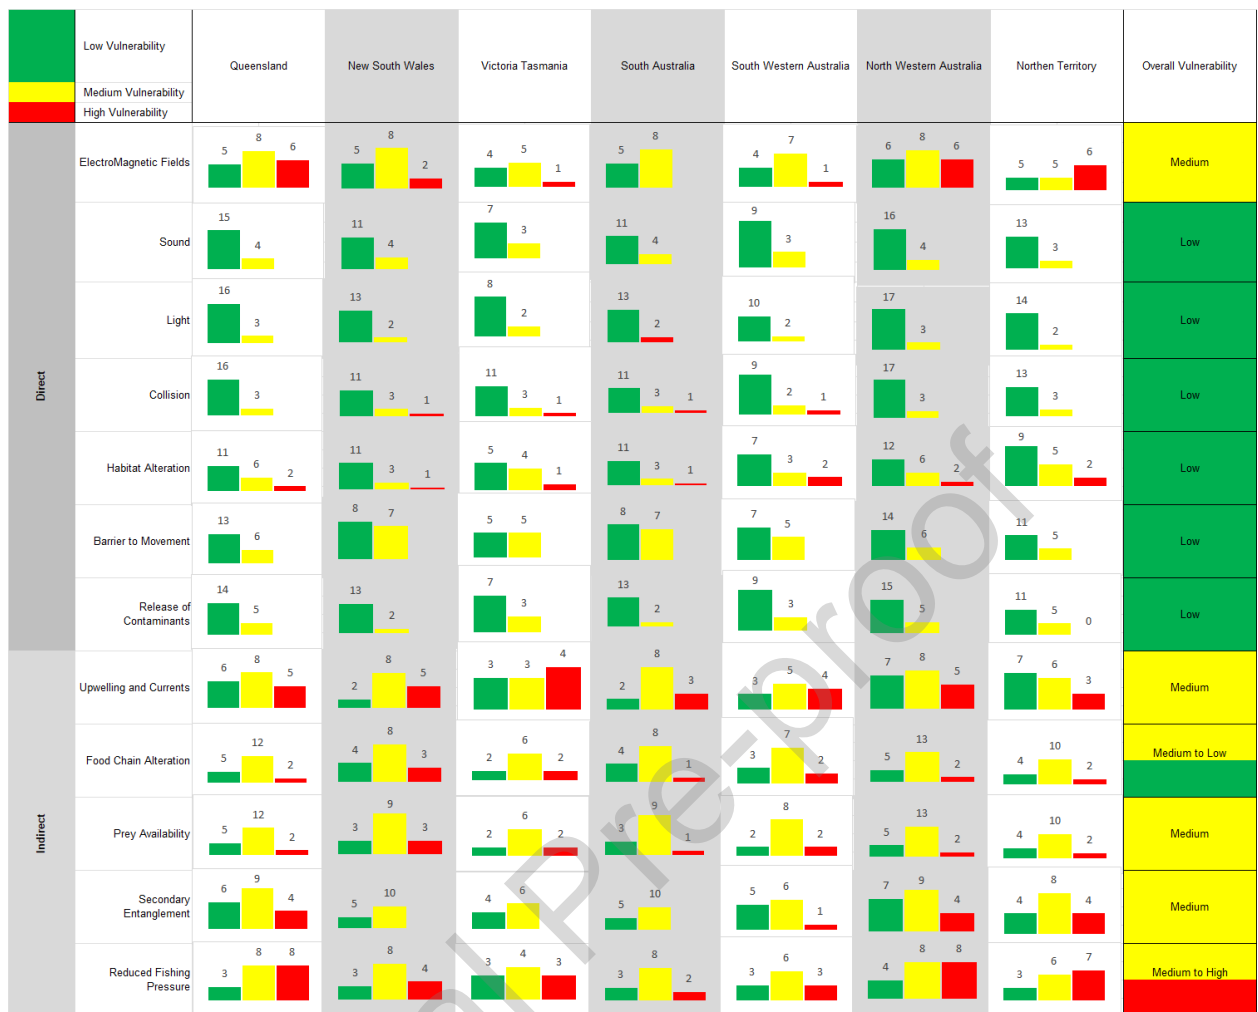 Low Vulnerability
Medium Vulnerability
High Vulnerability
Queensland
New South Wales
Victoria Tasmania
South Australia
South Western Australia
North Western Australia
Northen Territory
Overall Vulnerability
Direct
ElectroMagnetic Fields
5 8 6
5 8 2
4 5 1
5 8
4 7 1
6 8 6
5 5 6
Medium
Sound
15 4
11 4
7 3
11 4
9 3
16 4
13 3
Low
Light
16 3
13 2
8 2
13 2
10 2
17 3
14 2
Low
Collision
16 3
11 3 1
11 3 1
11 3 1
9 2 1
17 3
13 3
Low
Habitat Alteration
11 6 2
11 3 1
5 4 1
11 3 1
7 3 2
12 6 2
9 5 2
Low
Barrier to Movement
13 6
8 7
5 5
8 7
7 5
14 6
11 5
Low
Release of
Contaminants
14 5
13 2
7 3
13 2
9 3
15 5
11 5 0
Low
Indirect
Upwelling and Currents
6 8 5
2 8 5
3 3 4
2 8 3
3 5 4
7 8 5
7 6 3
Medium
Food Chain Alteration
5 12 2
4 8 3
2 6 2
4 8 1
3 7 2
5 13 2
4 10 2
Medium to Low
Prey Availability
5 12 2
3 9 3
2 6 2
3 9 1
2 8 2
5 13 2
4 10 2
Medium
Secondary
Entanglement
6 9 4
5 10
4 6
5 10
5 6 1
7 9 4
4 8 4
Medium
Reduced Fishing
Pressure
3 8 8
3 8 4
3 4 3
3 8 2
3 6 3
4 8 8
3 6 7
Medium to High
l Pre-proof